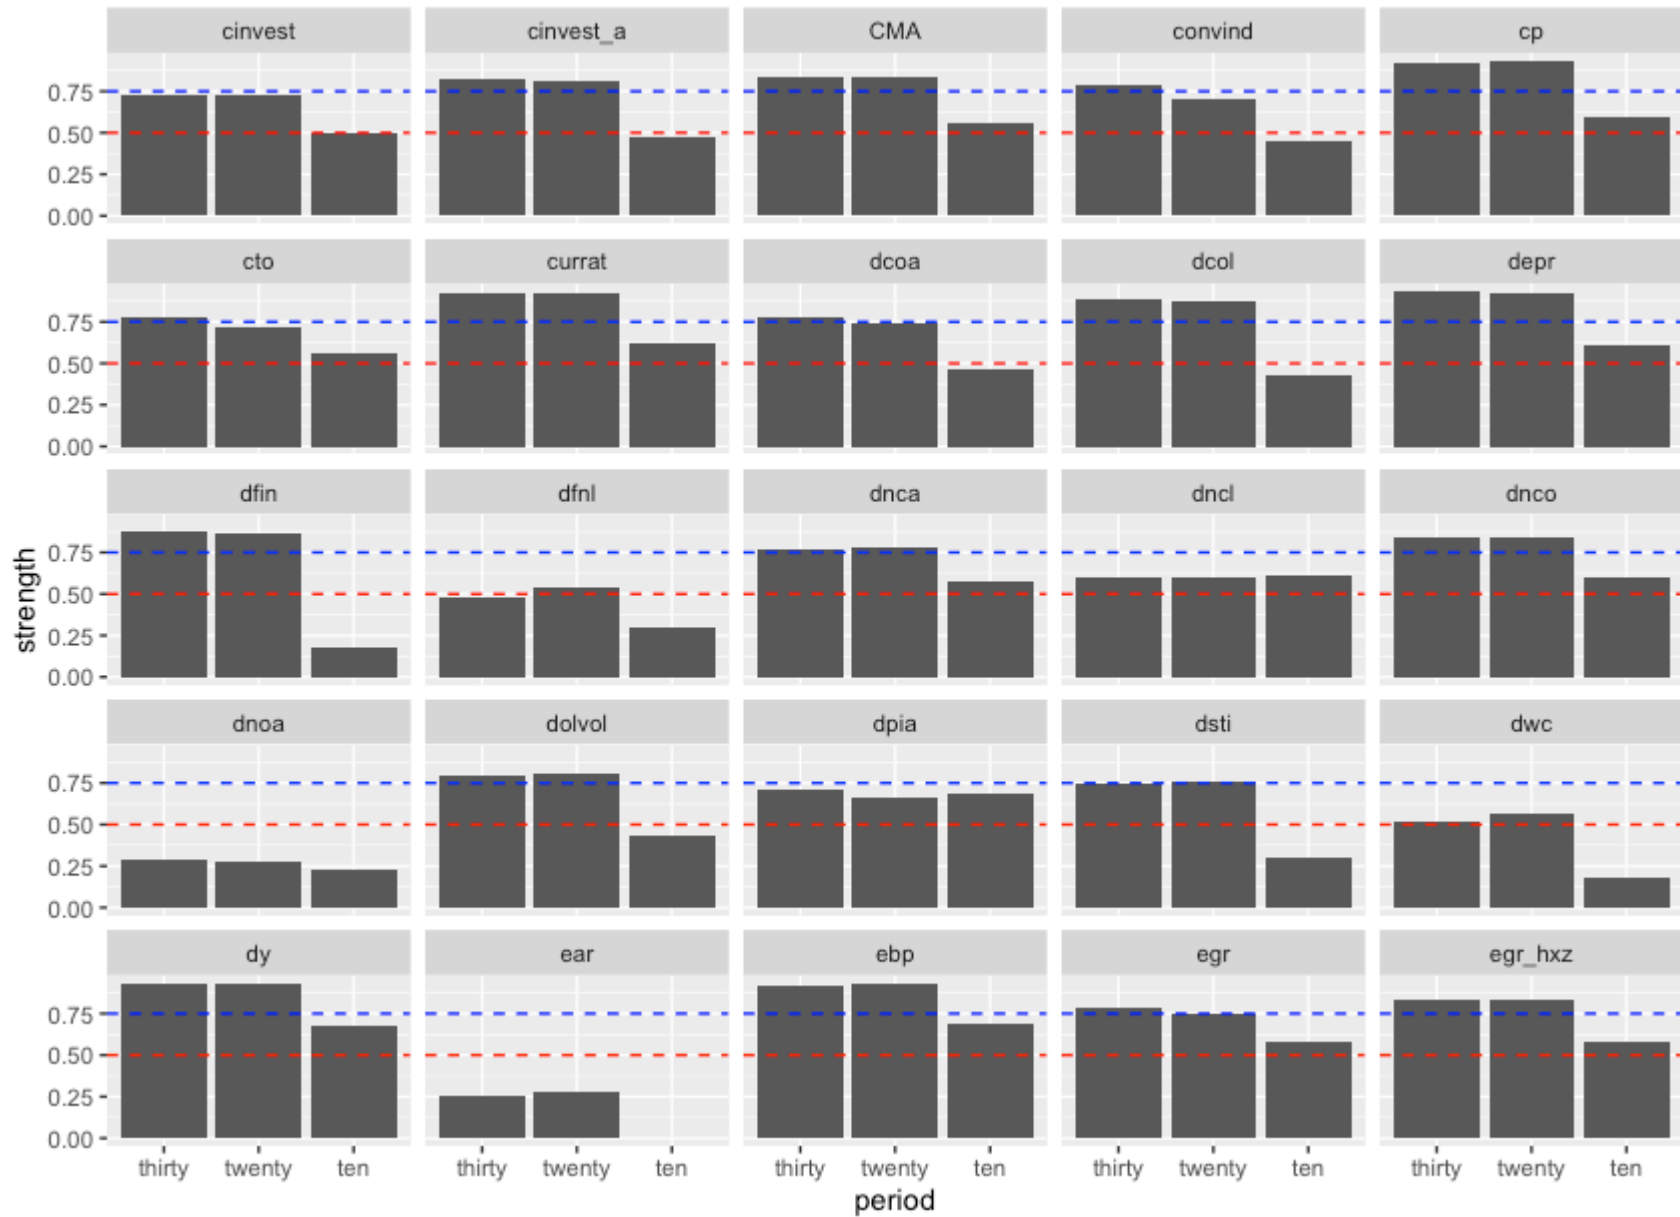 cinvest cinvest_a CMA convind cp
0.75
0.50
0.25
0.00
cto currat dcoa dcol depr
0.75
0.50
0.25
0.00
dfin dfnl dnca dncl dnco
0.75
0.50
0.25
0.00
strength
dnoa dolvol dpia dsti dwc
0.75
0.50
0.25
0.00
dy ear ebp egr egr_hxz
0.75
0.50
0.25
0.00
thirty twenty ten thirty twenty ten thirty twenty ten thirty twenty ten thirty twenty ten
period